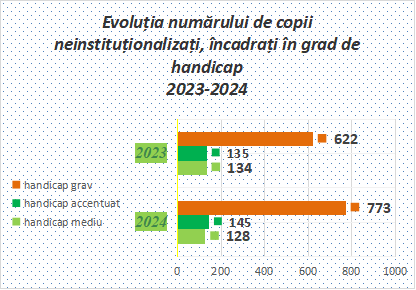 Evoluția numărului de copii
neinstituționalizați, încadrați în grad de
handicap
2023-2024
2023
622
135
134
handicap grav
handicap accentuat
handicap mediu
2024
773
145
128
0 200 400 600 800 1000